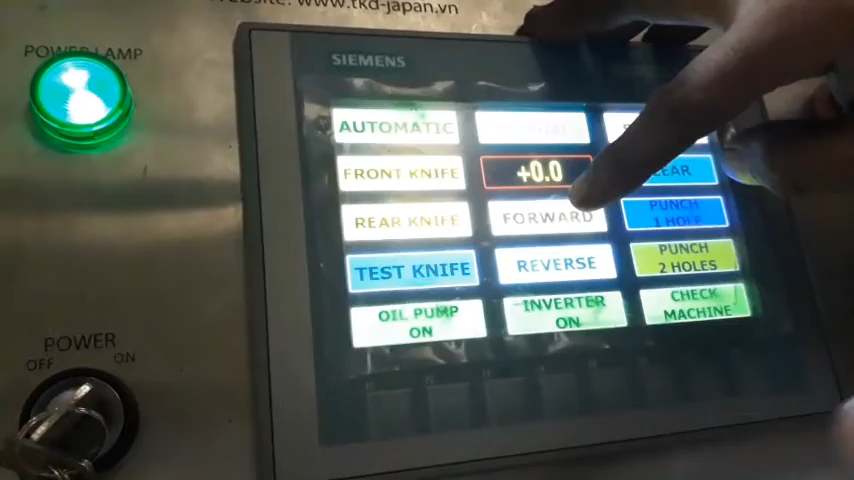 www.TKD-japan.vn
POWER LAMP
SIEMENS
AUTOMATIC
FRONT KNIFE
+0.0
REAR KNIFE
FORWARD
PUNCH
1 HOLE
TEST KNIFE
REVERSE
PUNCH
2 HOLES
OIL PUMP
ON
INVERTER
ON
CHECK
MACHINE
POWER
OFF
ON